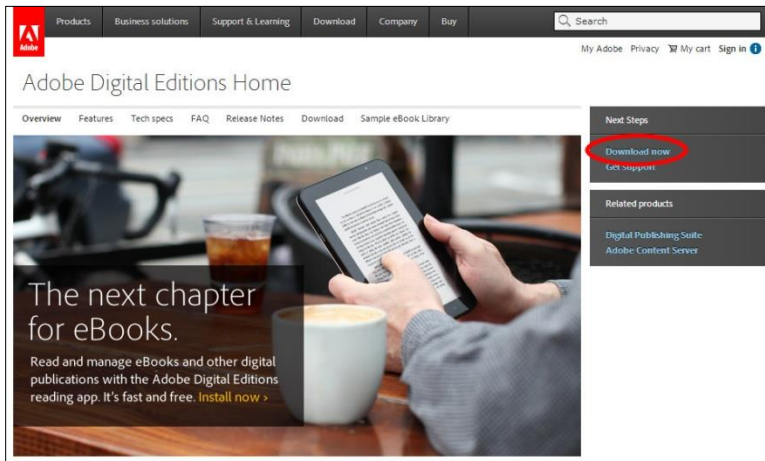 Products Business solutions Support & Learning Download Company Buy Search
Adobe
My Adobe Privacy My cart Sign in i
Adobe Digital Editions Home
Overview Features Tech specs FAQ Release Notes Download Sample eBook Library
Next Steps
Download now
Get support
Related products
Digital Publishing Suite
Adobe Content Server
The next chapter
for eBooks.
Read and manage eBooks and other digital
publications with the Adobe Digital Editions
reading app. It's fast and free. Install now ›